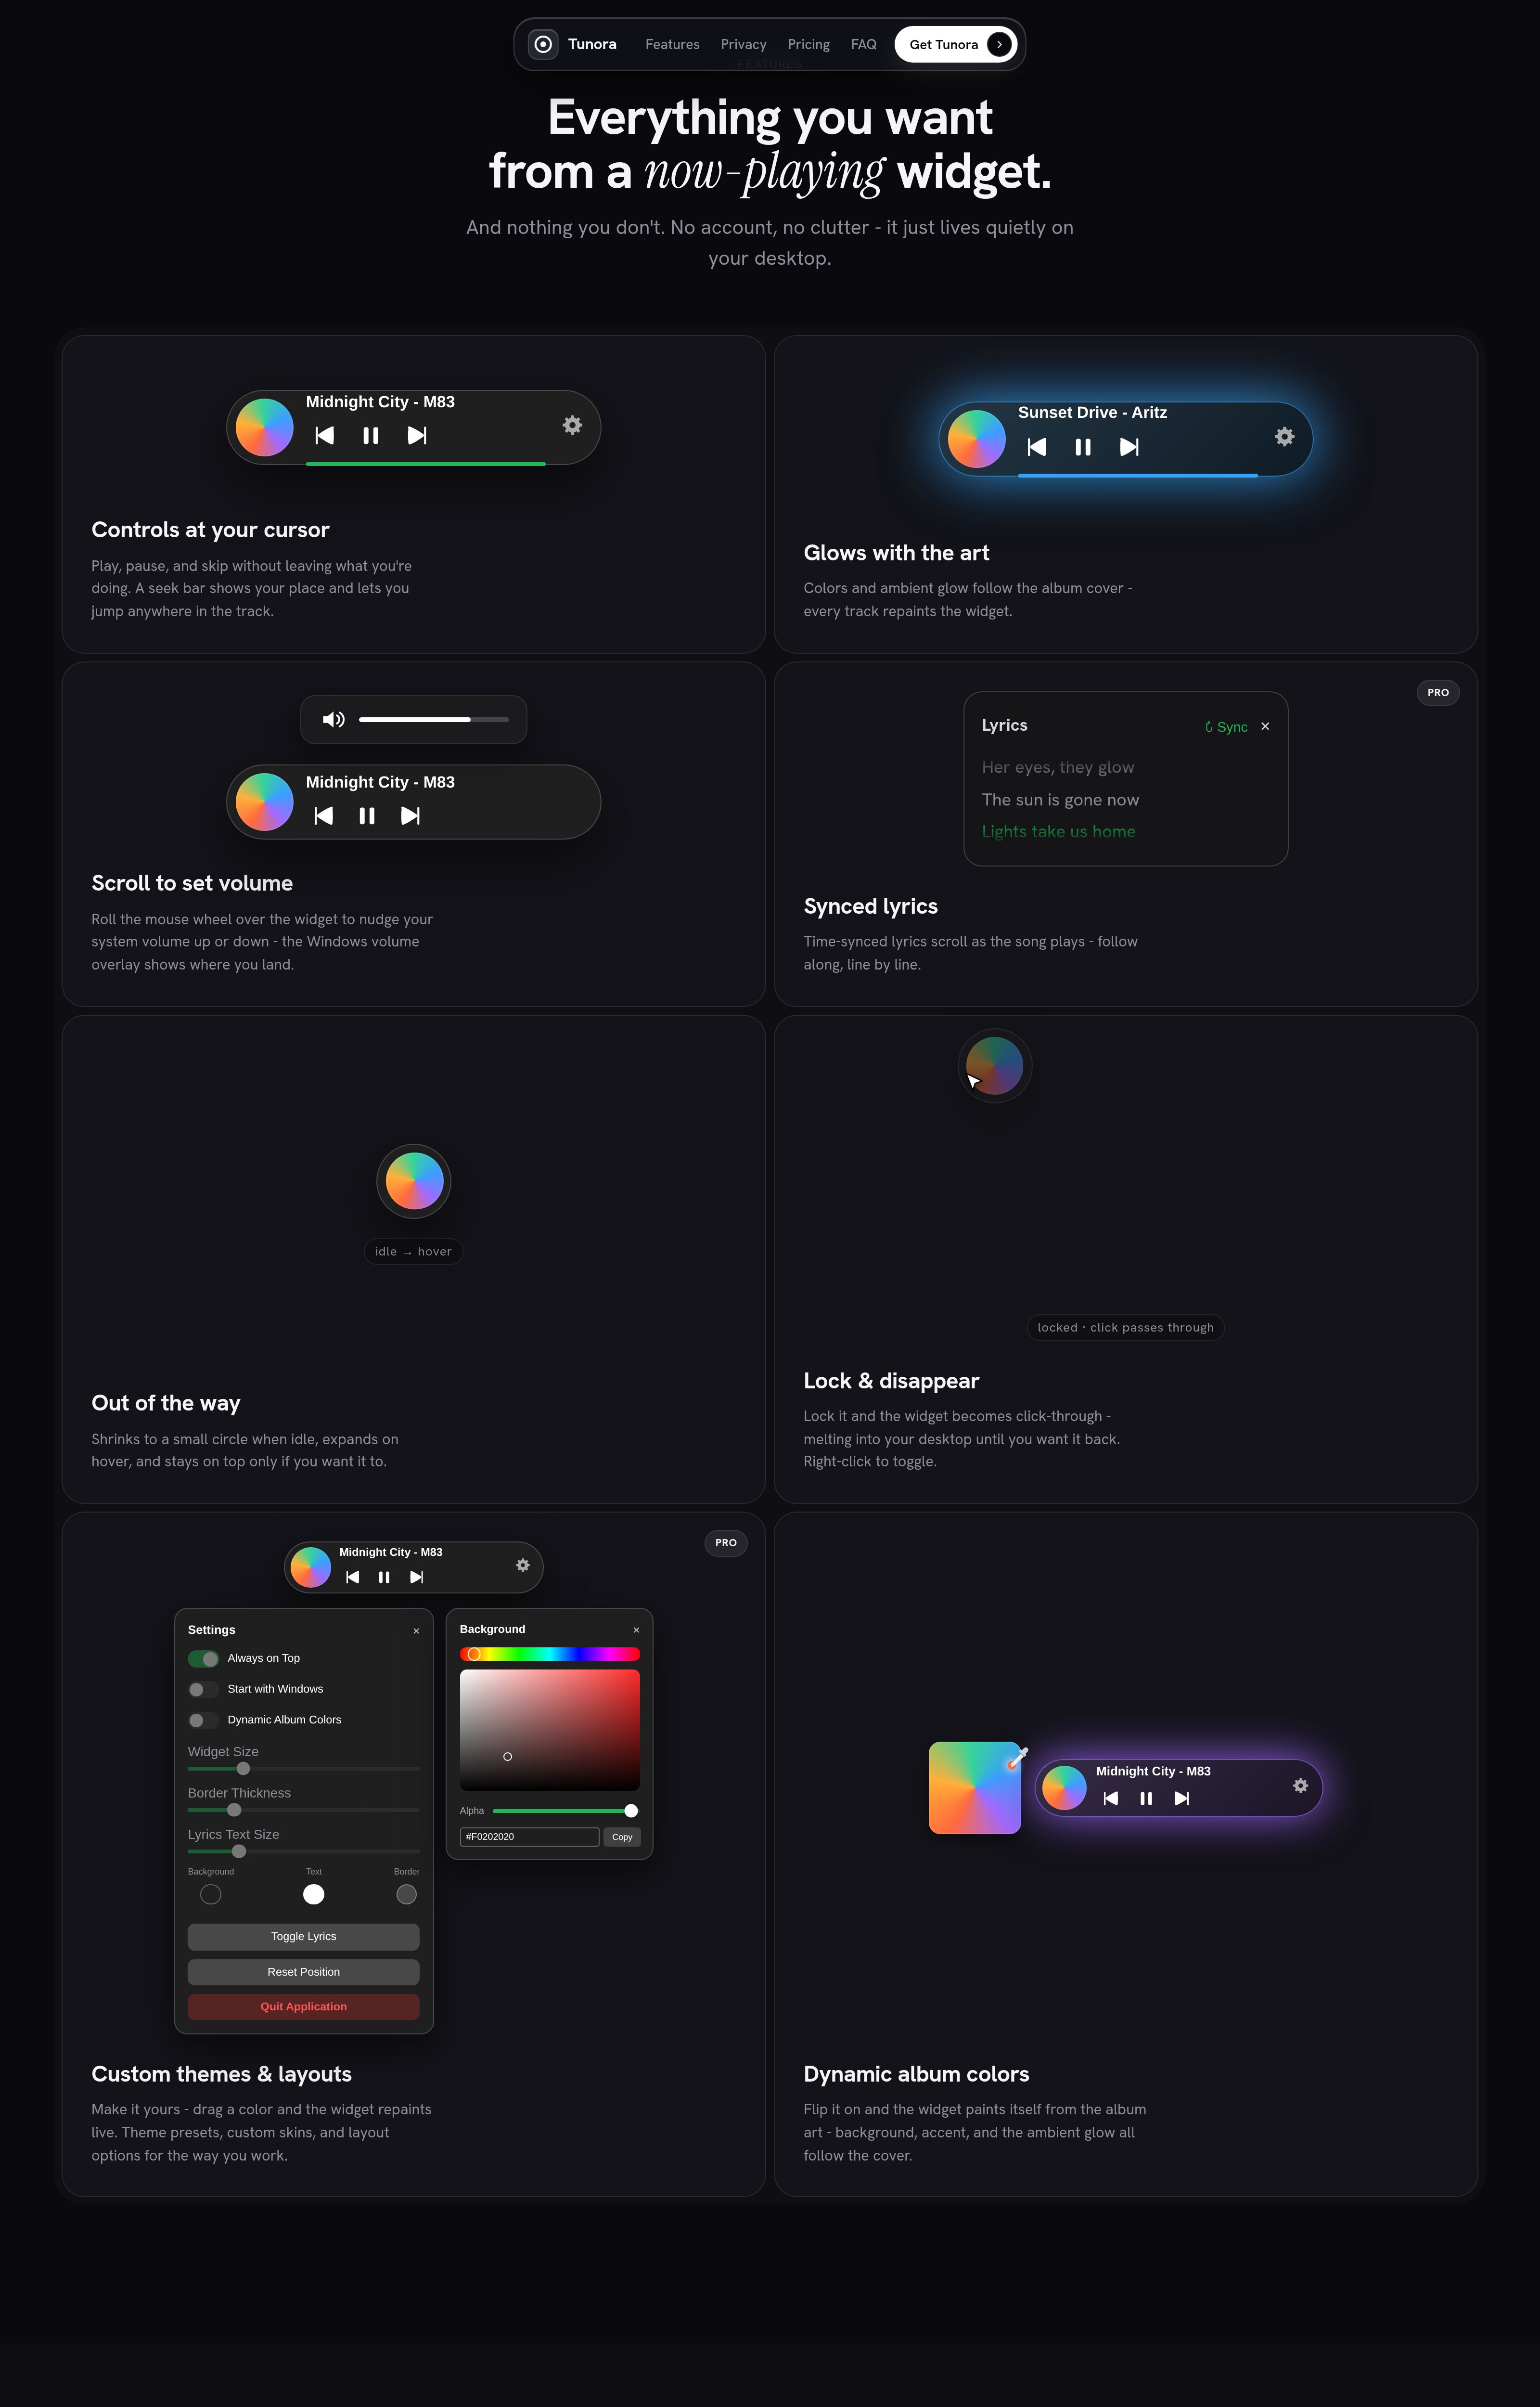 Tunora Features Privacy Pricing FAQ Get Tunora
FEATURES
Everything you want
from a now-playing widget.
And nothing you don't. No account, no clutter - it just lives quietly on
your desktop.
Midnight City - M83
Controls at your cursor
Play, pause, and skip without leaving what you're
doing. A seek bar shows your place and lets you
jump anywhere in the track.
Sunset Drive - Aritz
Glows with the art
Colors and ambient glow follow the album cover -
every track repaints the widget.
Midnight City - M83
Scroll to set volume
Roll the mouse wheel over the widget to nudge your
system volume up or down - the Windows volume
overlay shows where you land.
PRO
Lyrics
Sync ×
Her eyes, they glow
The sun is gone now
Lights take us home
Synced lyrics
Time-synced lyrics scroll as the song plays - follow
along, line by line.
idle → hover
Out of the way
Shrinks to a small circle when idle, expands on
hover, and stays on top only if you want it to.
locked · click passes through
Lock & disappear
Lock it and the widget becomes click-through -
melting into your desktop until you want it back.
Right-click to toggle.
PRO
Midnight City - M83
Settings ×
Always on Top
Start with Windows
Dynamic Album Colors
Widget Size
Border Thickness
Lyrics Text Size
Background Text Border
Toggle Lyrics
Reset Position
Quit Application
Background ×
Alpha
#F0202020 Copy
Custom themes & layouts
Make it yours - drag a color and the widget repaints
live. Theme presets, custom skins, and layout
options for the way you work.
Midnight City - M83
Dynamic album colors
Flip it on and the widget paints itself from the album
art - background, accent, and the ambient glow all
follow the cover.